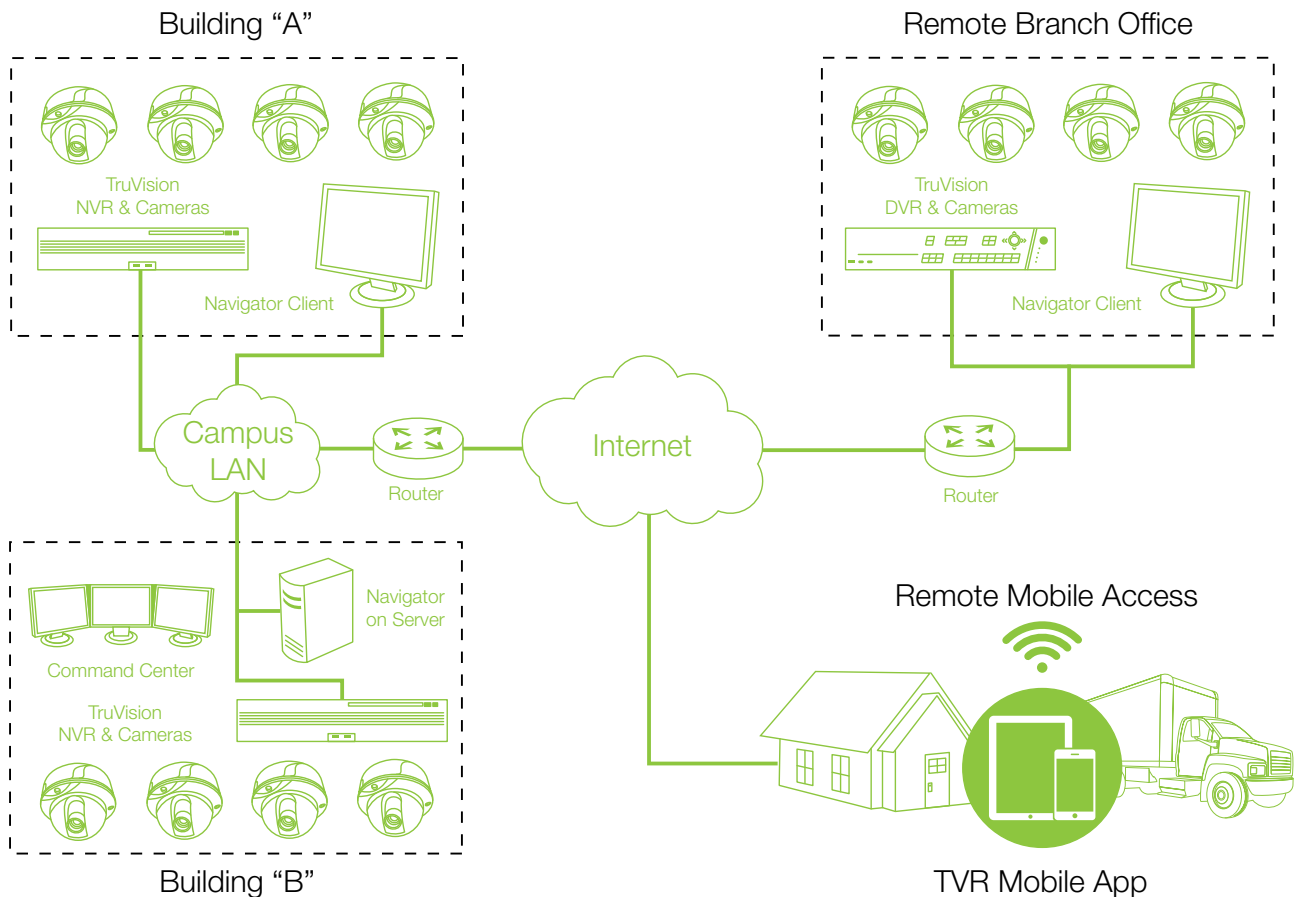 Building “A”
Remote Branch Office
TruVision
NVR & Cameras
Navigator Client
TruVision
DVR & Cameras
Navigator Client
Campus
LAN
Router
Internet
Router
Navigator
on Server
Command Center
TruVision
NVR & Cameras
Building “B”
Remote Mobile Access
TVR Mobile App